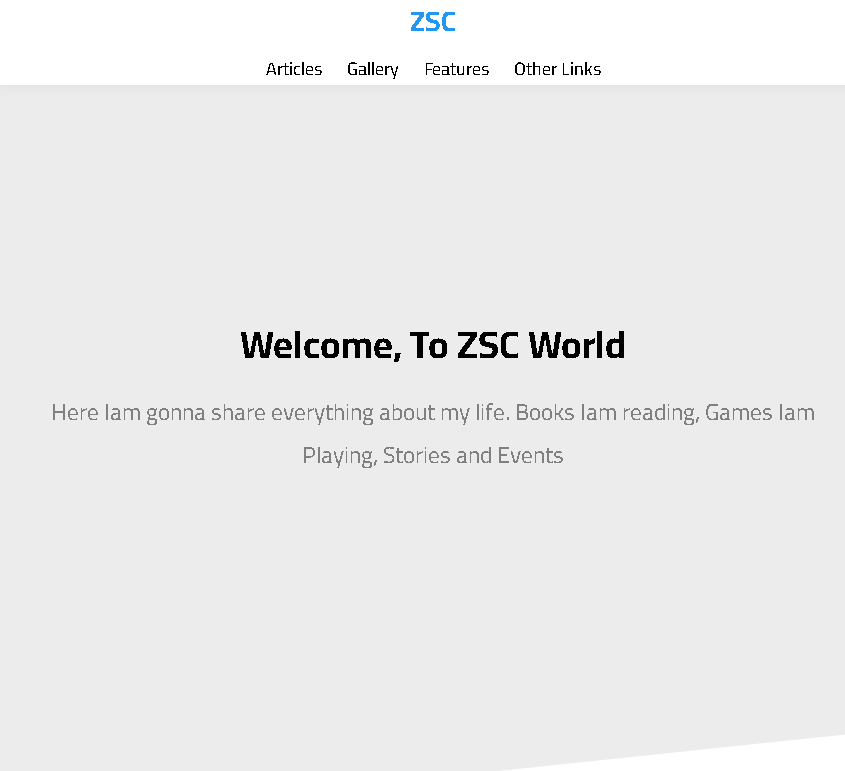 ZSC
Articles Gallery Features Other Links
Welcome, To ZSC World
Here Iam gonna share everything about my life. Books Iam reading, Games Iam
Playing, Stories and Events